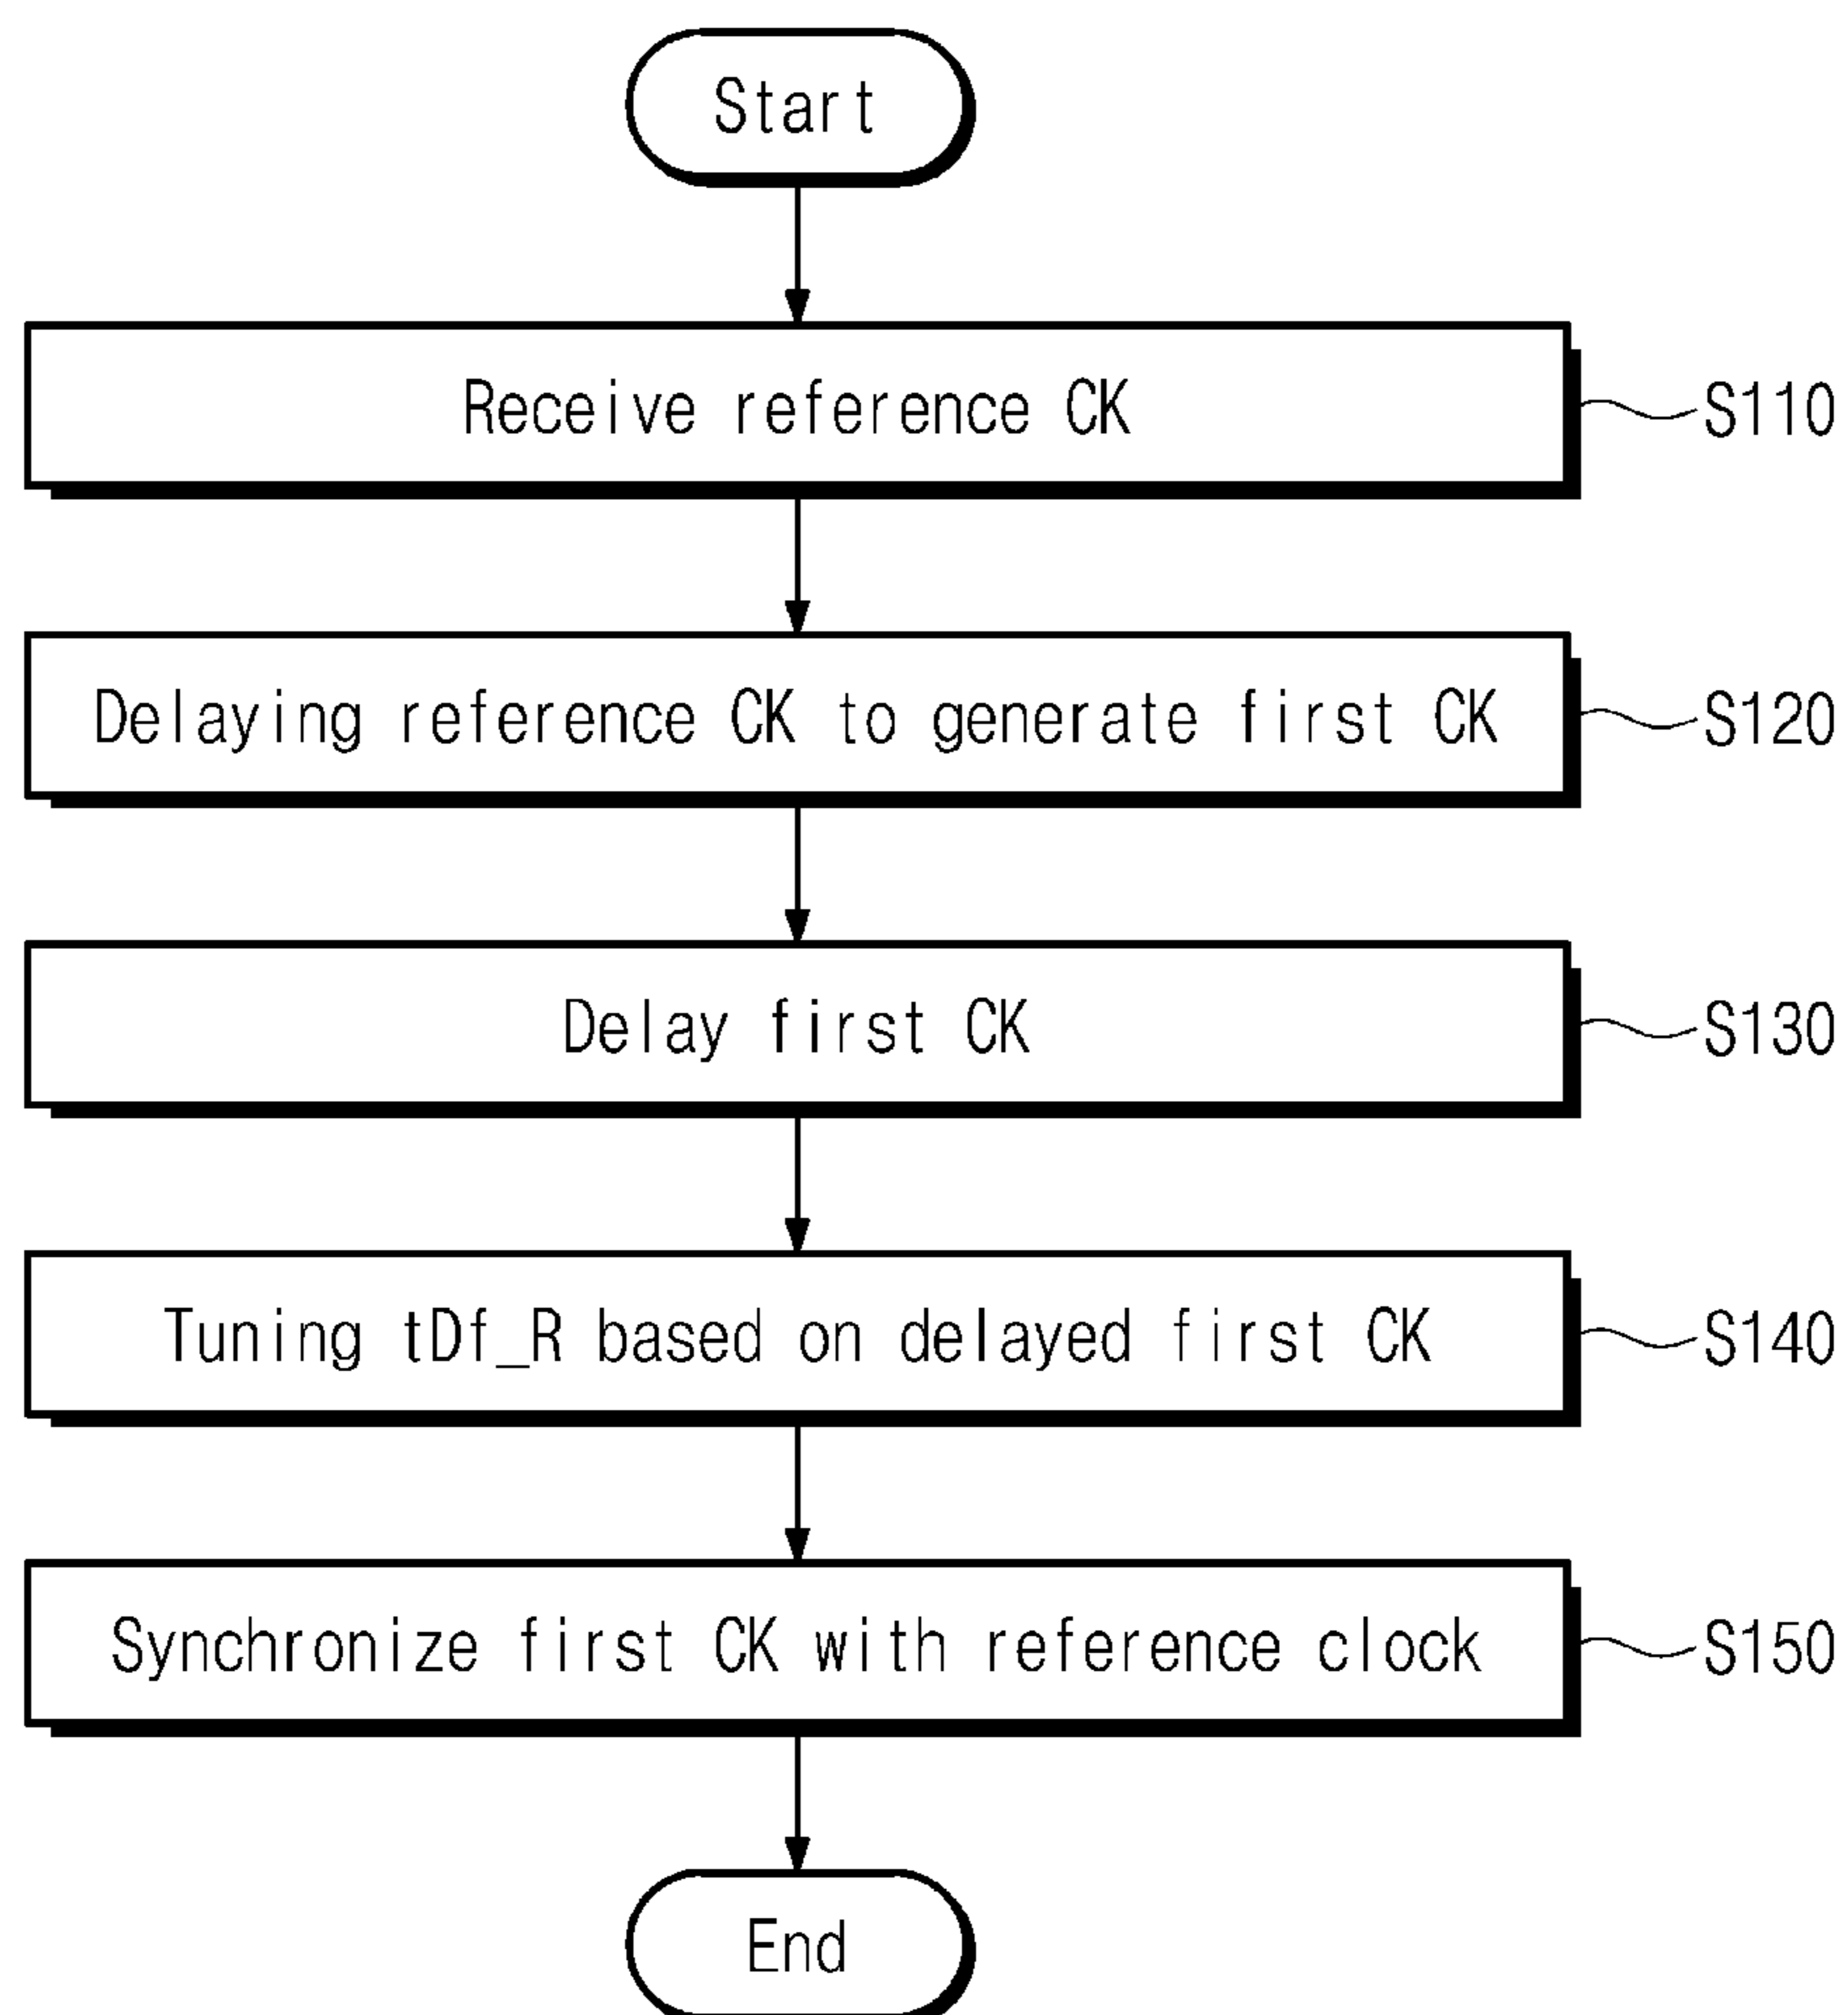 Start
Receive reference CK
S110
Delaying reference CK to generate first CK
S120
Delay first CK
S130
Tuning tDf_R based on delayed first CK
S140
Synchronize first CK with reference clock
S150
End